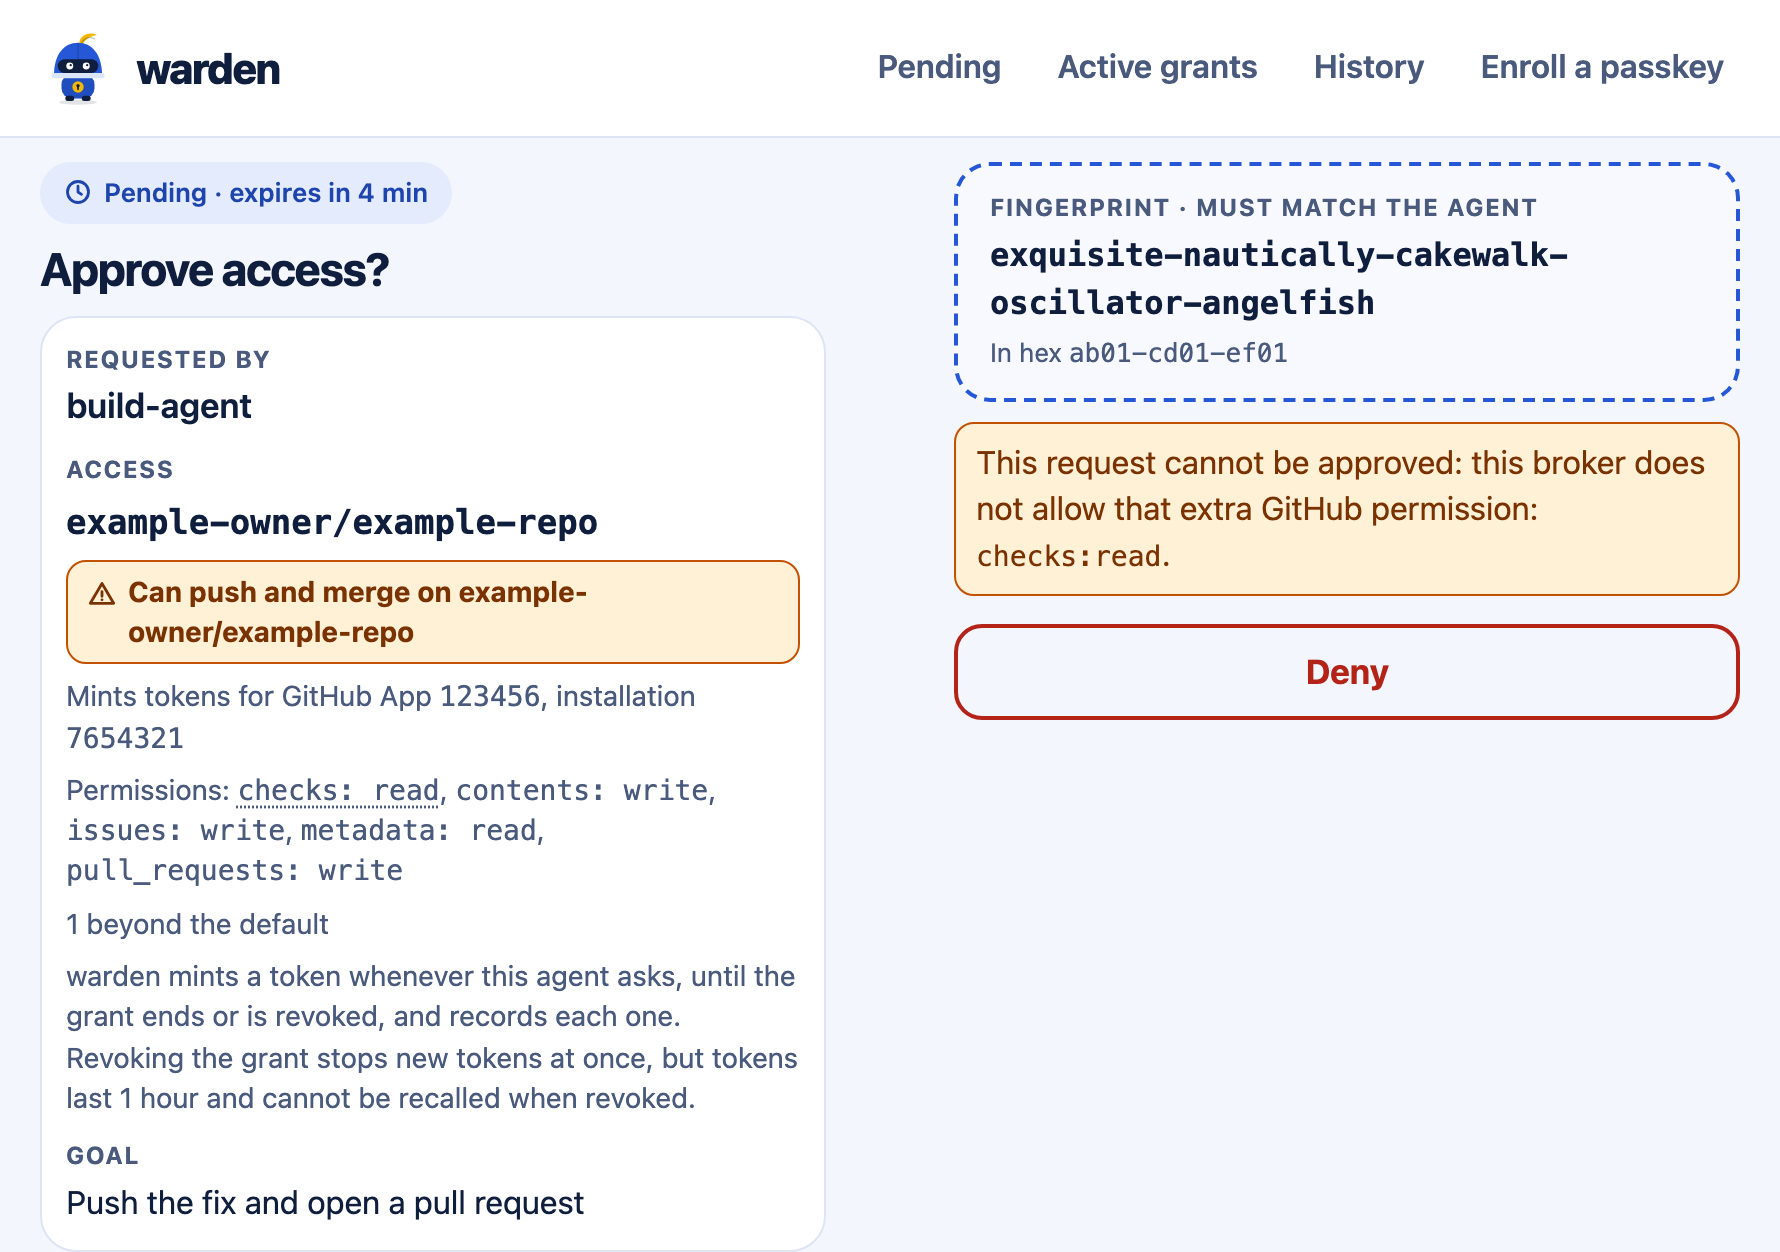 warden
Pending
Active grants
History
Enroll a passkey
Pending · expires in 4 min
Approve access?
REQUESTED BY
build-agent
ACCESS
example-owner/example-repo
Can push and merge on example-
owner/example-repo
Mints tokens for GitHub App 123456, installation
7654321
Permissions: checks: read, contents: write,
issues: write, metadata: read,
pull_requests: write
1 beyond the default
warden mints a token whenever this agent asks, until the
grant ends or is revoked, and records each one.
Revoking the grant stops new tokens at once, but tokens
last 1 hour and cannot be recalled when revoked.
GOAL
Push the fix and open a pull request
FINGERPRINT · MUST MATCH THE AGENT
exquisite-nautically-cakewalk-
oscillator-angelfish
In hex ab01-cd01-ef01
This request cannot be approved: this broker does
not allow that extra GitHub permission:
checks:read.
Deny